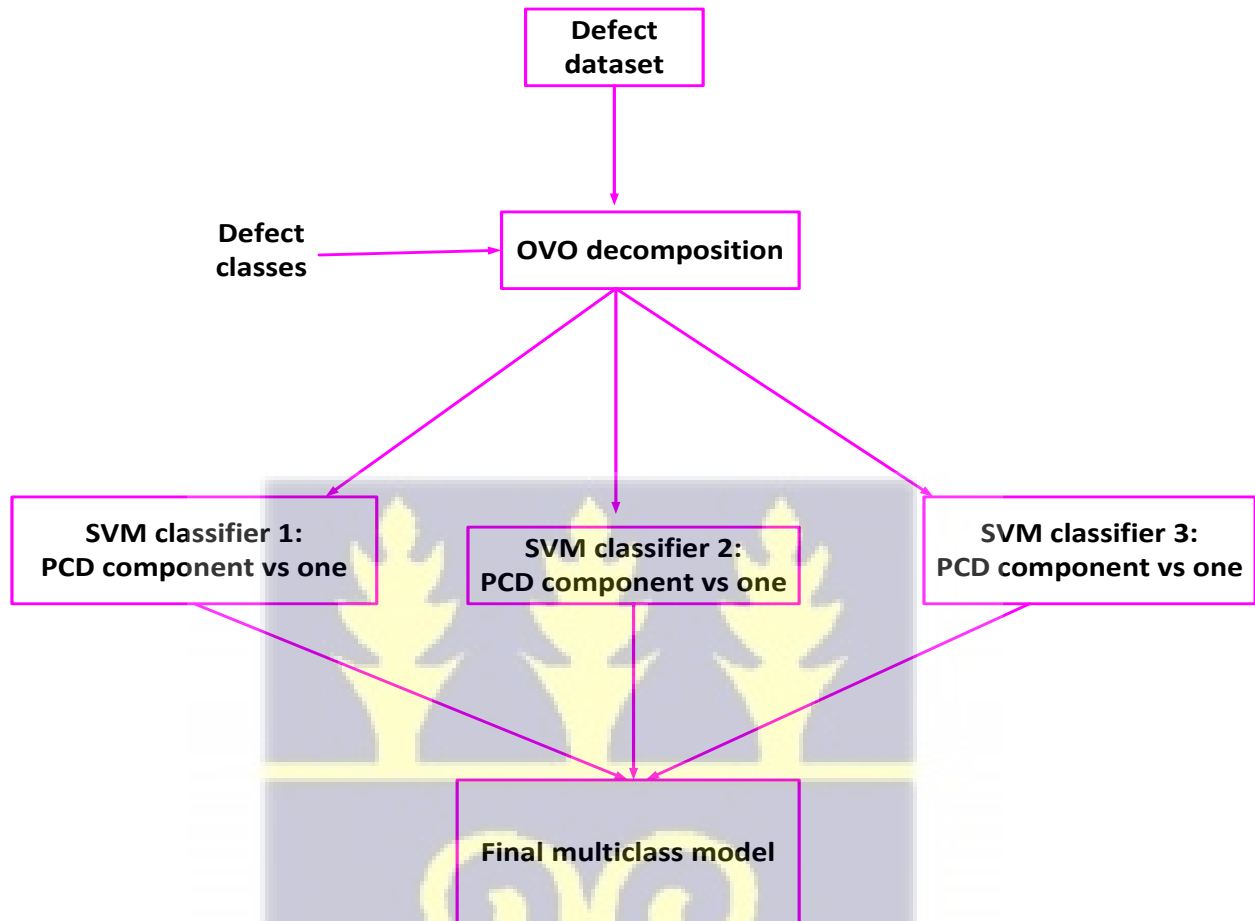 Defect
dataset
Defect
classes
OVO decomposition
SVM classifier 1:
PCD component vs one
SVM classifier 2:
PCD component vs one
SVM classifier 3:
PCD component vs one
Final multiclass model